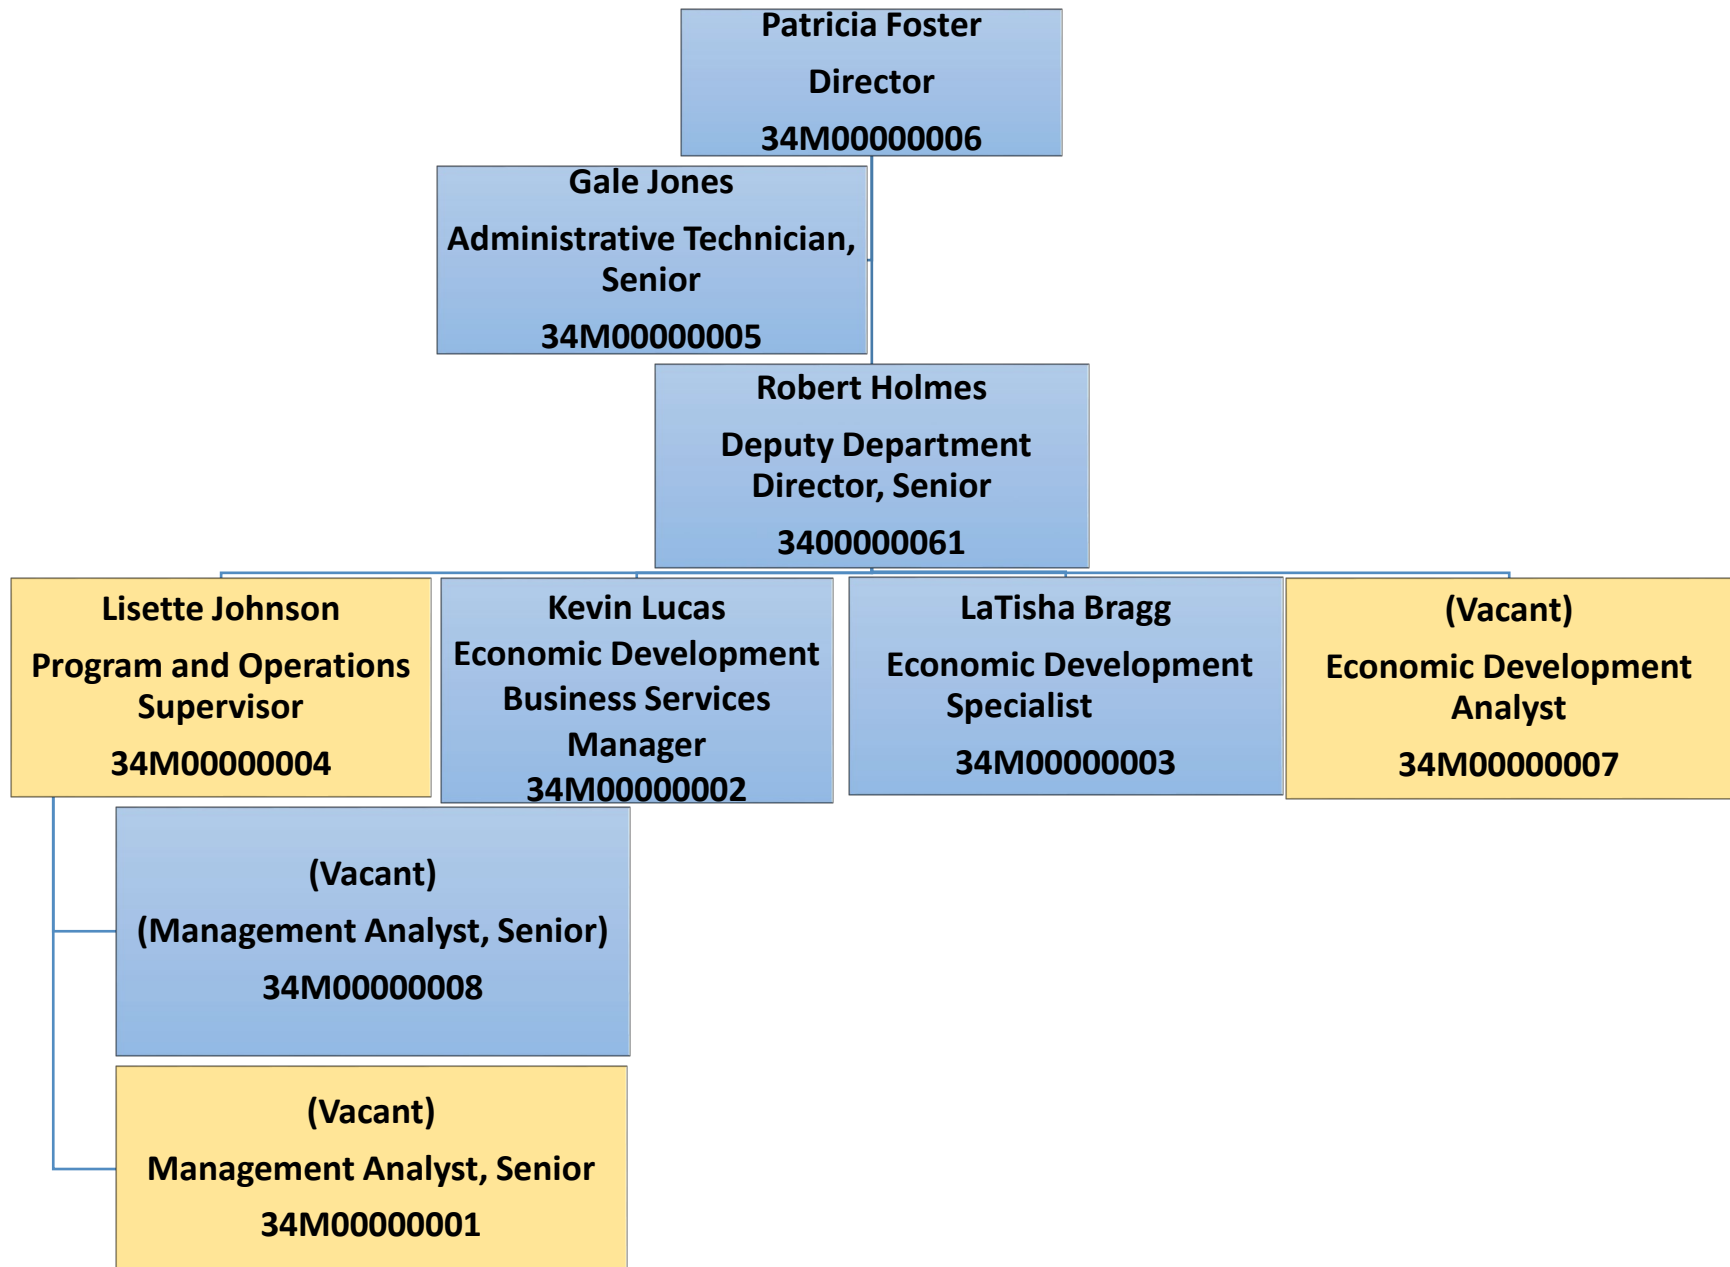 Patricia Foster
Director
34M00000006
Gale Jones
Administrative Technician,
Senior
34M00000005
Robert Holmes
Deputy Department
Director, Senior
3400000061
Lisette Johnson
Program and Operations
Supervisor
34M00000004
Kevin Lucas
Economic Development
Business Services
Manager
34M00000002
LaTisha Bragg
Economic Development
Specialist
34M00000003
(Vacant)
Economic Development
Analyst
34M00000007
(Vacant)
(Management Analyst, Senior)
34M00000008
(Vacant)
Management Analyst, Senior
34M00000001